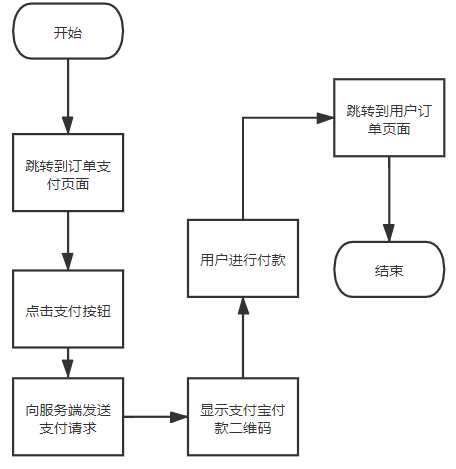 开始
跳转到订单支
付页面
点击支付按钮
向服务端发送
支付请求
显示支付宝付
款二维码
用户进行付款
跳转到用户订
单页面
结束